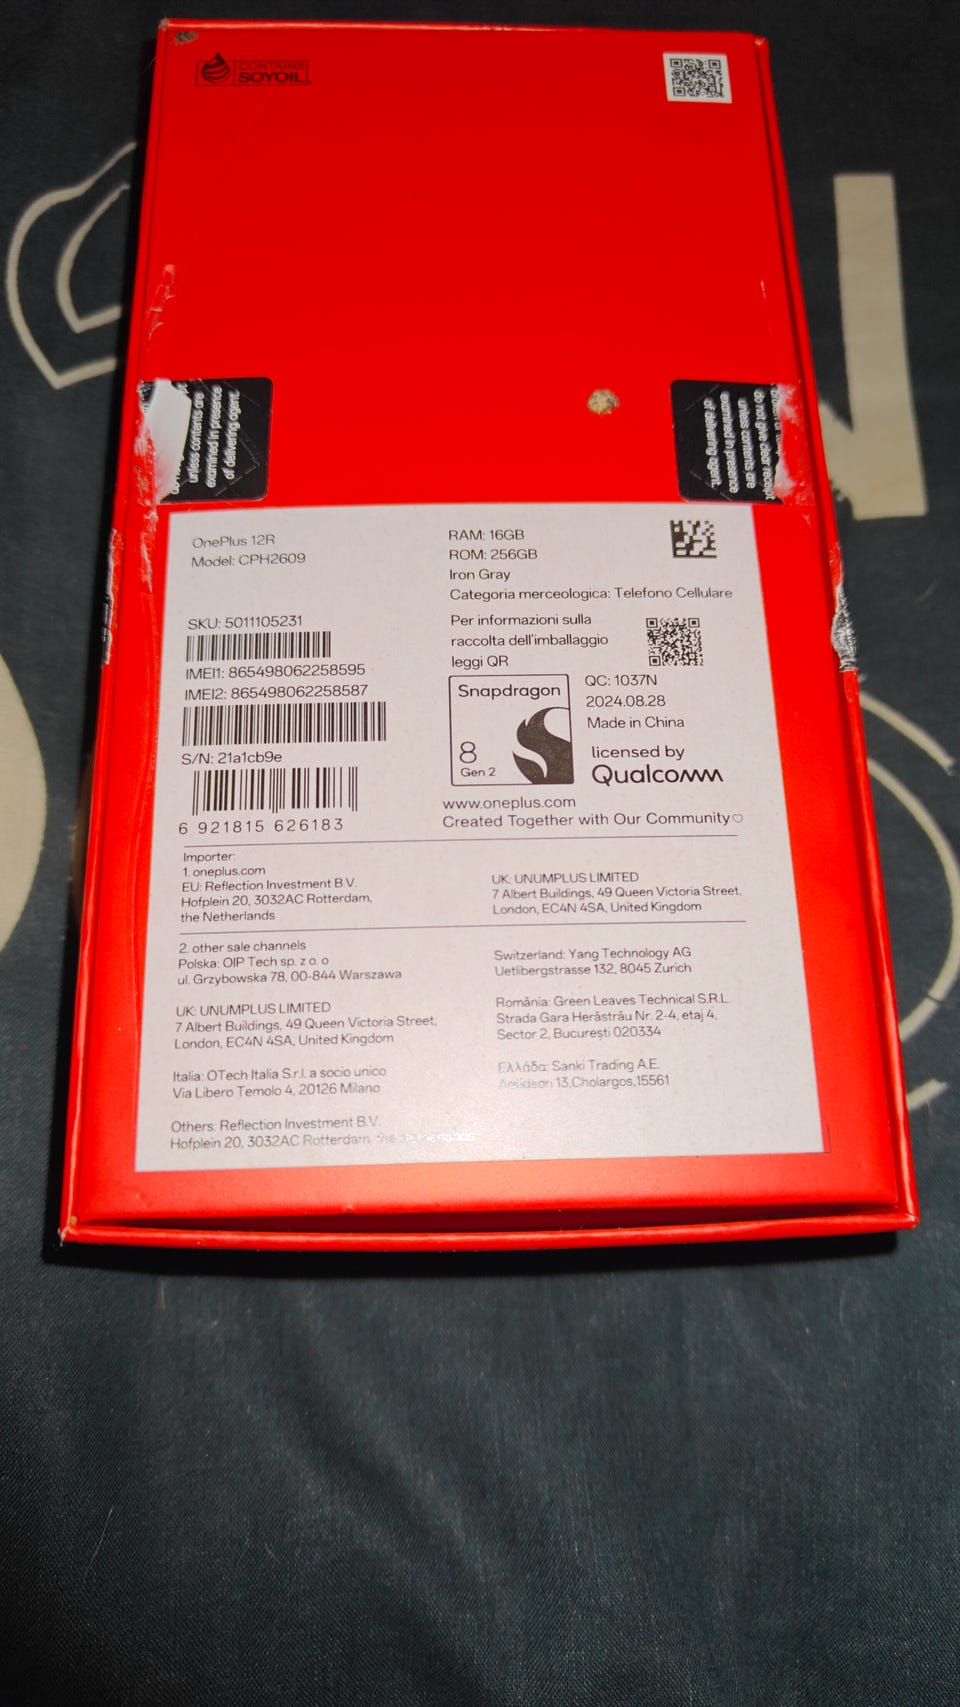 CONTAINS
SOYOIL
unless contents are
examined in presence
of delivering agent.
do not give clear receipt
unless contents are
examined in presence
of delivering agent.
OnePlus 12R
Model: CPH2609
RAM: 16GB
ROM: 256GB
Iron Gray
Categoria merceologica: Telefono Cellulare
SKU: 5011105231
IMEI1: 865498062258595
IMEI2: 865498062258587
S/N: 21a1cb9e
6 921815 626183
Per informazioni sulla
raccolta dell'imballaggio
leggi QR
Snapdragon
8
Gen 2
QC: 1037N
2024.08.28
Made in China
licensed by
Qualcomm
www.oneplus.com
Created Together with Our Community
Importer:
1. oneplus.com
EU: Reflection Investment B.V.
Hofplein 20, 3032AC Rotterdam,
the Netherlands
UK: UNUMPLUS LIMITED
7 Albert Buildings, 49 Queen Victoria Street,
London, EC4N 4SA, United Kingdom
2. other sale channels
Polska: OIP Tech sp. z o. o
ul. Grzybowska 78, 00-844 Warszawa
UK: UNUMPLUS LIMITED
7 Albert Buildings, 49 Queen Victoria Street,
London, EC4N 4SA, United Kingdom
Italia: OTech Italia S.r.l. a socio unico
Via Libero Temolo 4, 20126 Milano
Others: Reflection Investment B.V.
Hofplein 20, 3032AC Rotterdam, the Netherlands
Switzerland: Yang Technology AG
Uetlibergstrasse 132, 8045 Zurich
România: Green Leaves Technical S.R.L.
Strada Gara Herăstrău Nr. 2-4, etaj 4,
Sector 2, Bucureşti 020334
Ελλάδα: Sanki Trading A.E.
13,Cholargos,15561